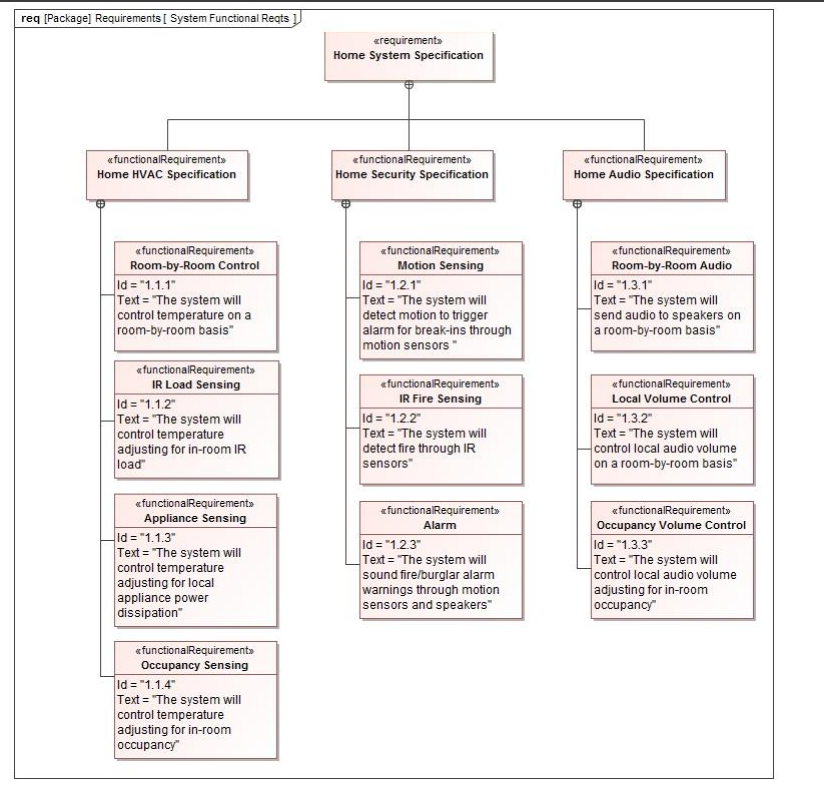 req [Package] Requirements [ System Functional Reqts ]
«requirement»
Home System Specification
«functionalRequirement»
Home HVAC Specification
«functionalRequirement»
Home Security Specification
«functionalRequirement»
Home Audio Specification
«functionalRequirement»
Room-by-Room Control
Id = "1.1.1"
Text = "The system will
control temperature on a
room-by-room basis"
«functionalRequirement»
IR Load Sensing
Id = "1.1.2"
Text = "The system will
control temperature
adjusting for in-room IR
load"
«functionalRequirement»
Appliance Sensing
Id = "1.1.3"
Text = "The system will
control temperature
adjusting for local
appliance power
dissipation"
«functionalRequirement»
Occupancy Sensing
Id = "1.1.4"
Text = "The system will
control temperature
adjusting for in-room
occupancy"
«functionalRequirement»
Motion Sensing
Id = "1.2.1"
Text = "The system will
detect motion to trigger
alarm for break-ins through
motion sensors "
«functionalRequirement»
IR Fire Sensing
Id = "1.2.2"
Text = "The system will
detect fire through IR
sensors"
«functionalRequirement»
Alarm
Id = "1.2.3"
Text = "The system will
sound fire/burglar alarm
warnings through motion
sensors and speakers"
«functionalRequirement»
Room-by-Room Audio
Id = "1.3.1"
Text = "The system will
send audio to speakers on
a room-by-room basis"
«functionalRequirement»
Local Volume Control
Id = "1.3.2"
Text = "The system will
control local audio volume
on a room-by-room basis"
«functionalRequirement»
Occupancy Volume Control
Id = "1.3.3"
Text = "The system will
control local audio volume
adjusting for in-room
occupancy"